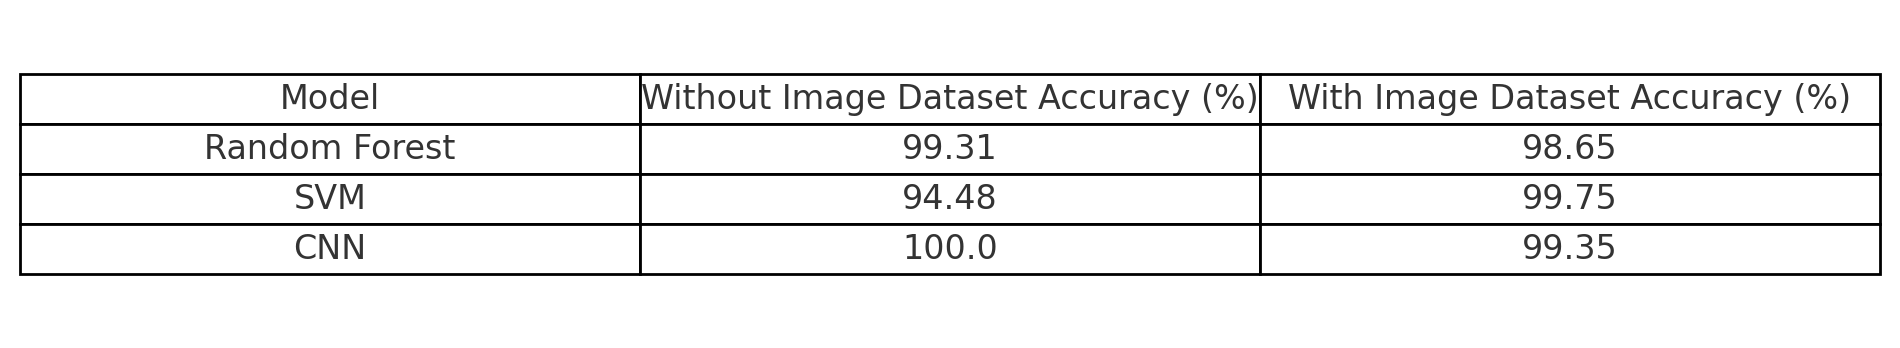 Model Without Image Dataset Accuracy (%) With Image Dataset Accuracy (%)
Random Forest 99.31 98.65
SVM 94.48 99.75
CNN 100.0 99.35